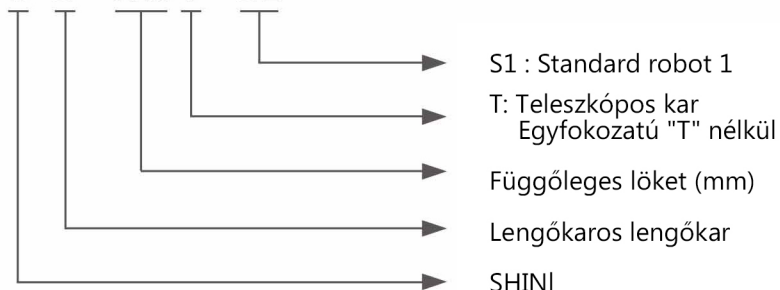 S1 : Standard robot 1
T: Teleszkópos kar
Egyfokozatú "T" nélkül
Függőleges löket (mm)
Lengőkaros lengőkar
SHINI